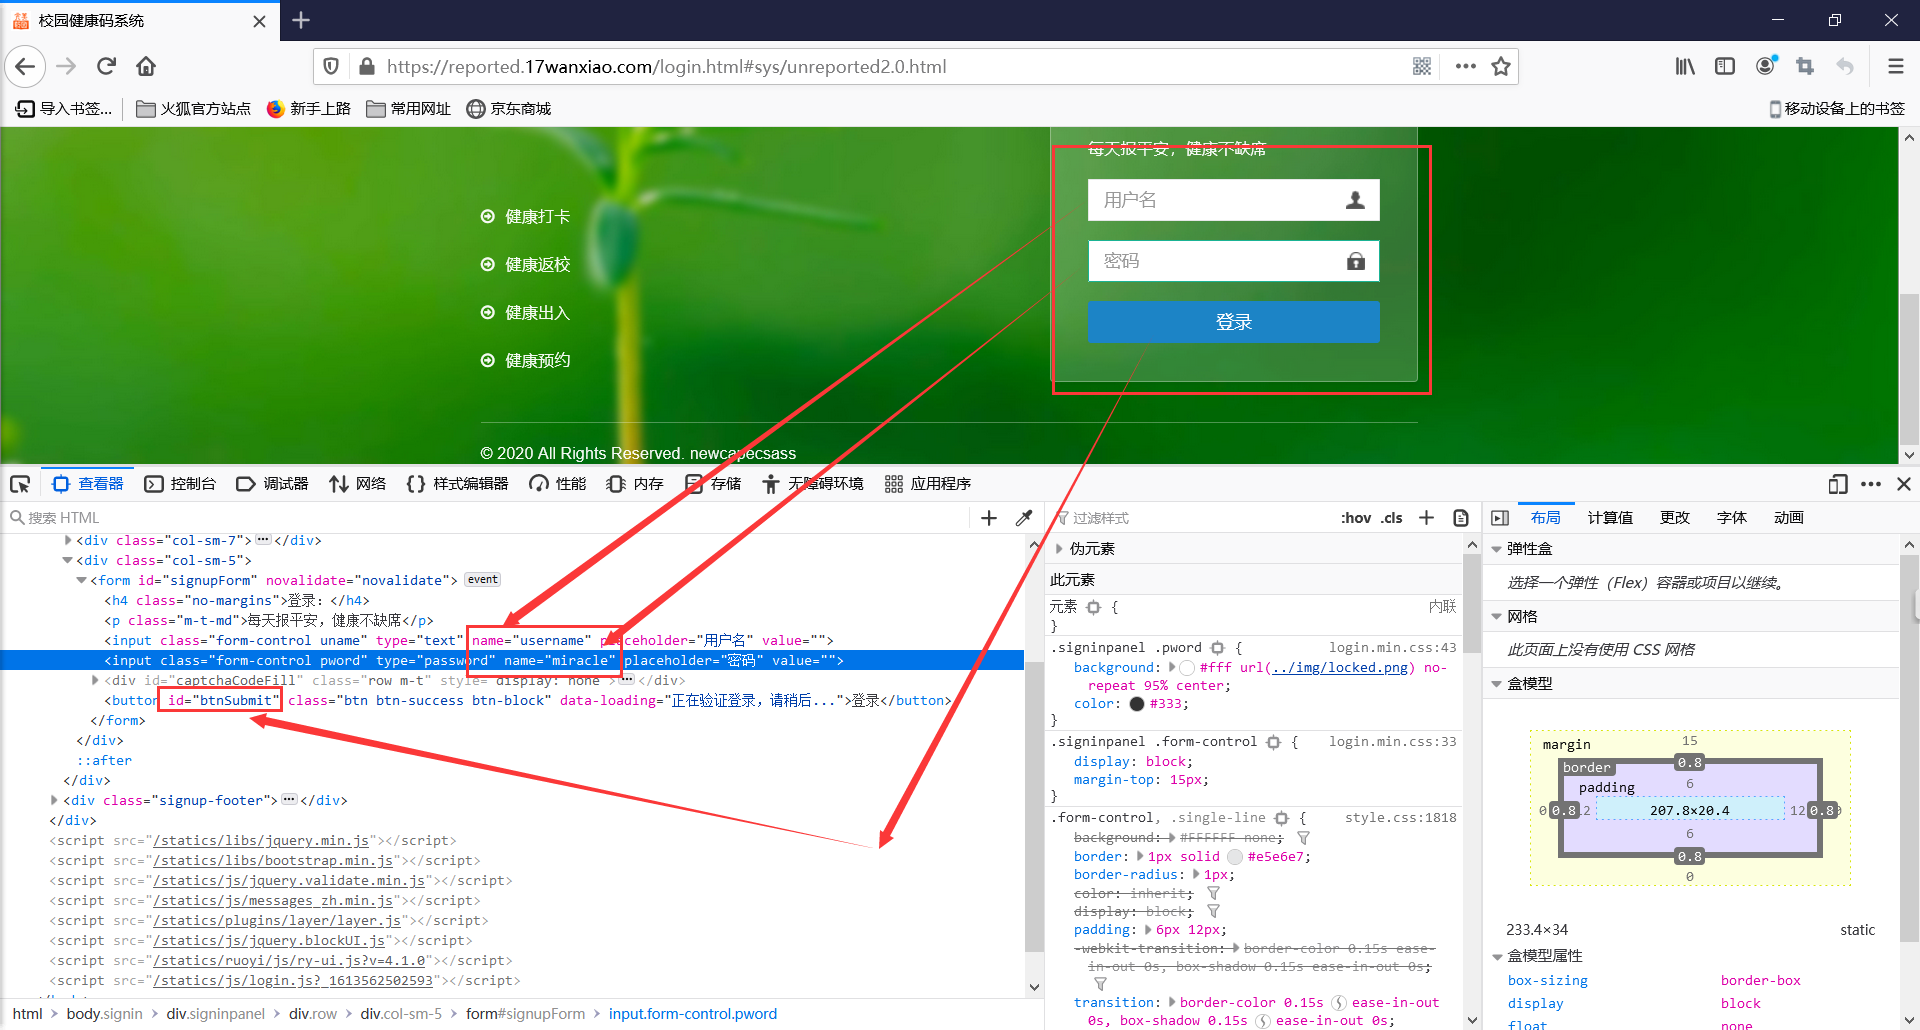 校园健康码系统
https://reported.17wanxiao.com/login.html#sys/unreported2.0.html
导入书签... 火狐官方站点 新手上路 常用网址 京东商城 移动设备上的书签
每天报平安，健康不缺席
用户名
密码
登录
健康打卡
健康返校
健康出入
健康预约
© 2020 All Rights Reserved. newcapecsass
查看器 控制台 调试器 网络 样式编辑器 性能 内存 存储 无障碍环境 应用程序
搜索 HTML
<div class="col-sm-7"></div>
<div class="col-sm-5">
<form id="signupForm" novalidate="novalidate"> event
<h4 class="no-margins">登录：</h4>
<p class="m-t-md">每天报平安，健康不缺席</p>
<input class="form-control uname" type="text" name="username" placeholder="用户名" value="">
<input class="form-control pword" type="password" name="miracle" placeholder="密码" value="">
<div id="captchaCodeFill" class="row m-t" style="display: none"></div>
<button id="btnSubmit" class="btn btn-success btn-block" data-loading="正在验证登录，请稍后...">登录</button>
</form>
</div>
::after
</div>
<div class="signup-footer"></div>
</div>
<script src="/statics/libs/jquery.min.js"></script>
<script src="/statics/libs/bootstrap.min.js"></script>
<script src="/statics/js/jquery.validate.min.js"></script>
<script src="/statics/js/messages_zh.min.js"></script>
<script src="/statics/plugins/layer/layer.js"></script>
<script src="/statics/js/jquery.blockUI.js"></script>
<script src="/statics/ruoyi/js/ry-ui.js?v=4.1.0"></script>
<script src="/statics/js/login.js?_1613562502593"></script>
html body.signin div.signinpanel div.row div.col-sm-5 form#signupForm input.form-control.pword
过滤样式 :hov .cls
伪元素
此元素
元素 { 内联
}
.signinpanel .pword { login.min.css:43
background: #fff url(../img/locked.png) no-
repeat 95% center;
color: #333;
}
.signinpanel .form-control { login.min.css:33
display: block;
margin-top: 15px;
}
.form-control, .single-line { style.css:1818
background: #FFFFFF none;
border: 1px solid #e5e6e7;
border-radius: 1px;
color: inherit;
display: block;
padding: 6px 12px;
-webkit-transition: border-color 0.15s ease-
in-out 0s, box-shadow 0.15s ease-in-out 0s;
transition: border-color 0.15s ease-in-out
0s, box-shadow 0.15s ease-in-out 0s;
布局 计算值 更改 字体 动画
弹性盒
选择一个弹性（Flex）容器或项目以继续。
网格
此页面上没有使用 CSS 网格
盒模型
margin 15
border 0.8
padding 6
0 0.8 12 207.8×20.4 12 0.8 0
6
0.8
0
233.4×34 static
盒模型属性
box-sizing border-box
display block
float none